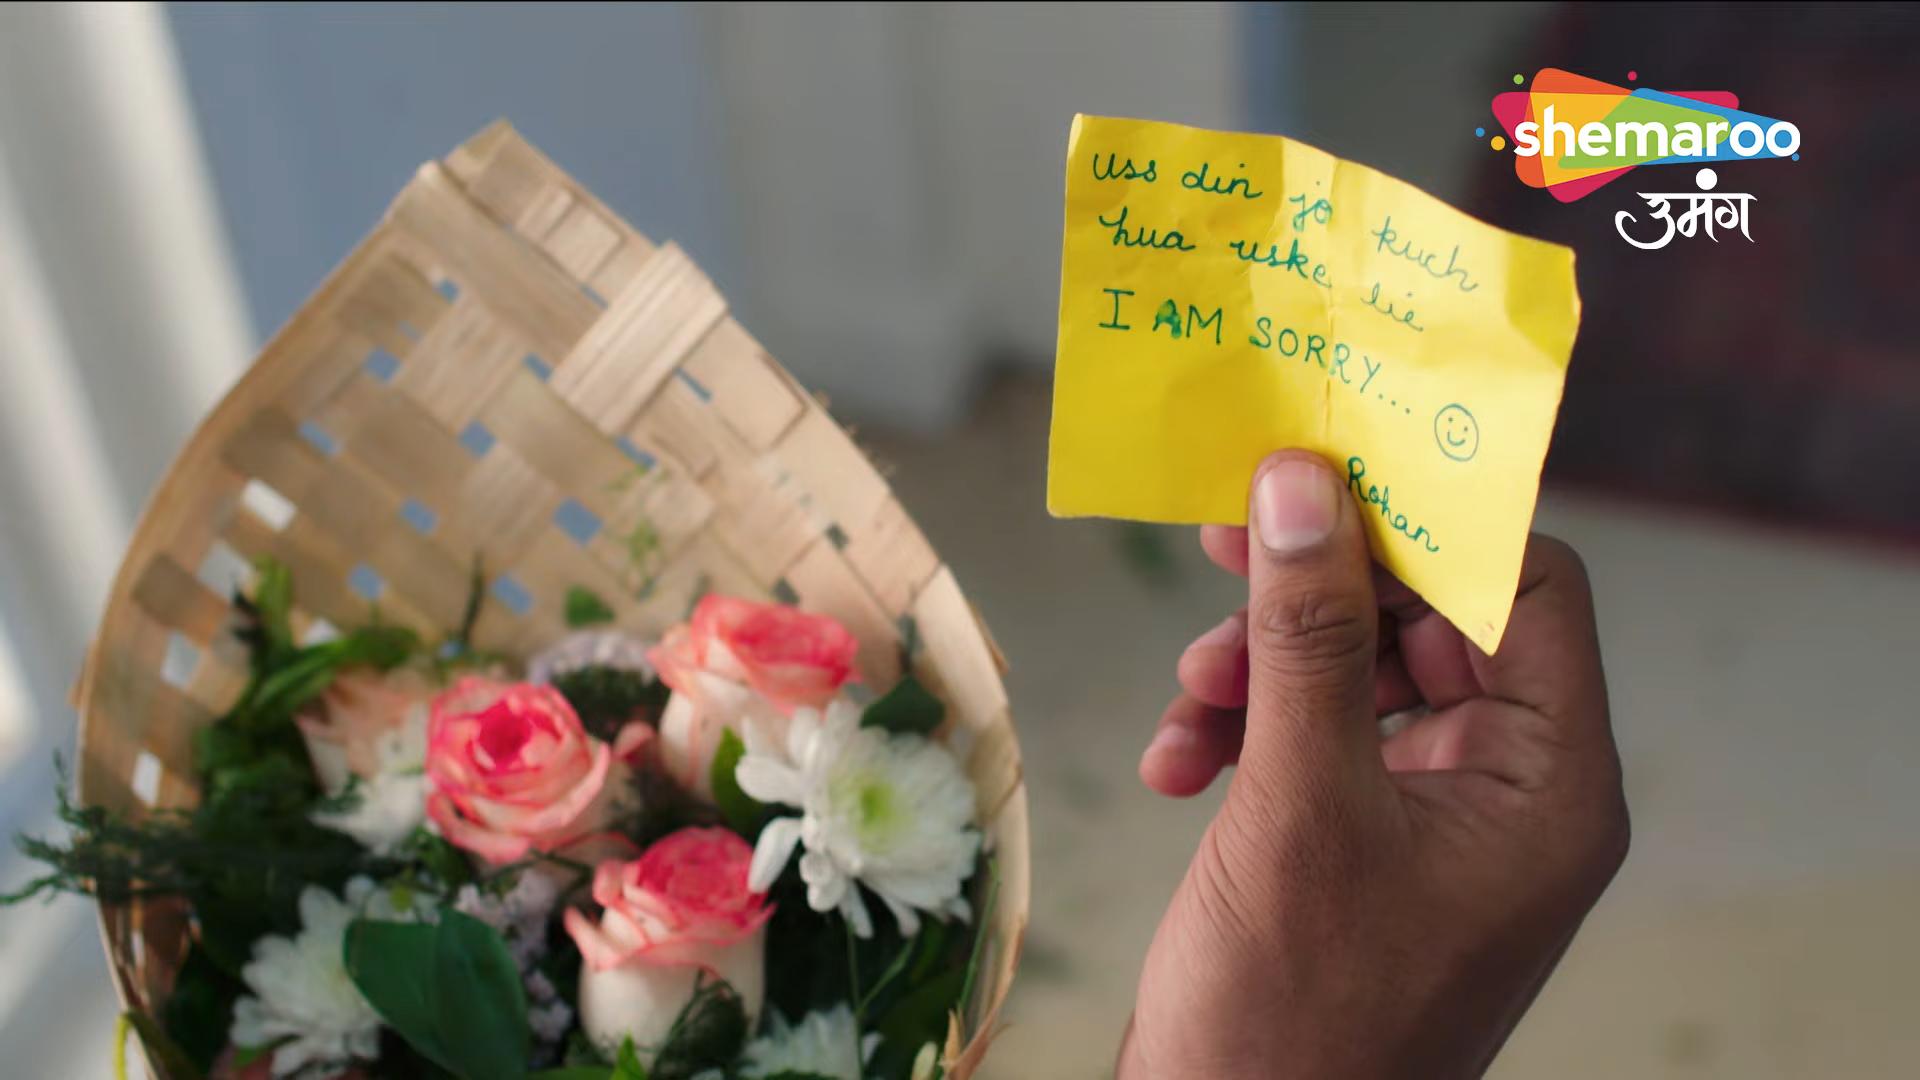 shemaroo
उमंग
uss din jo kuch
hua uske lie
I AM SORRY... ☺
Rohan